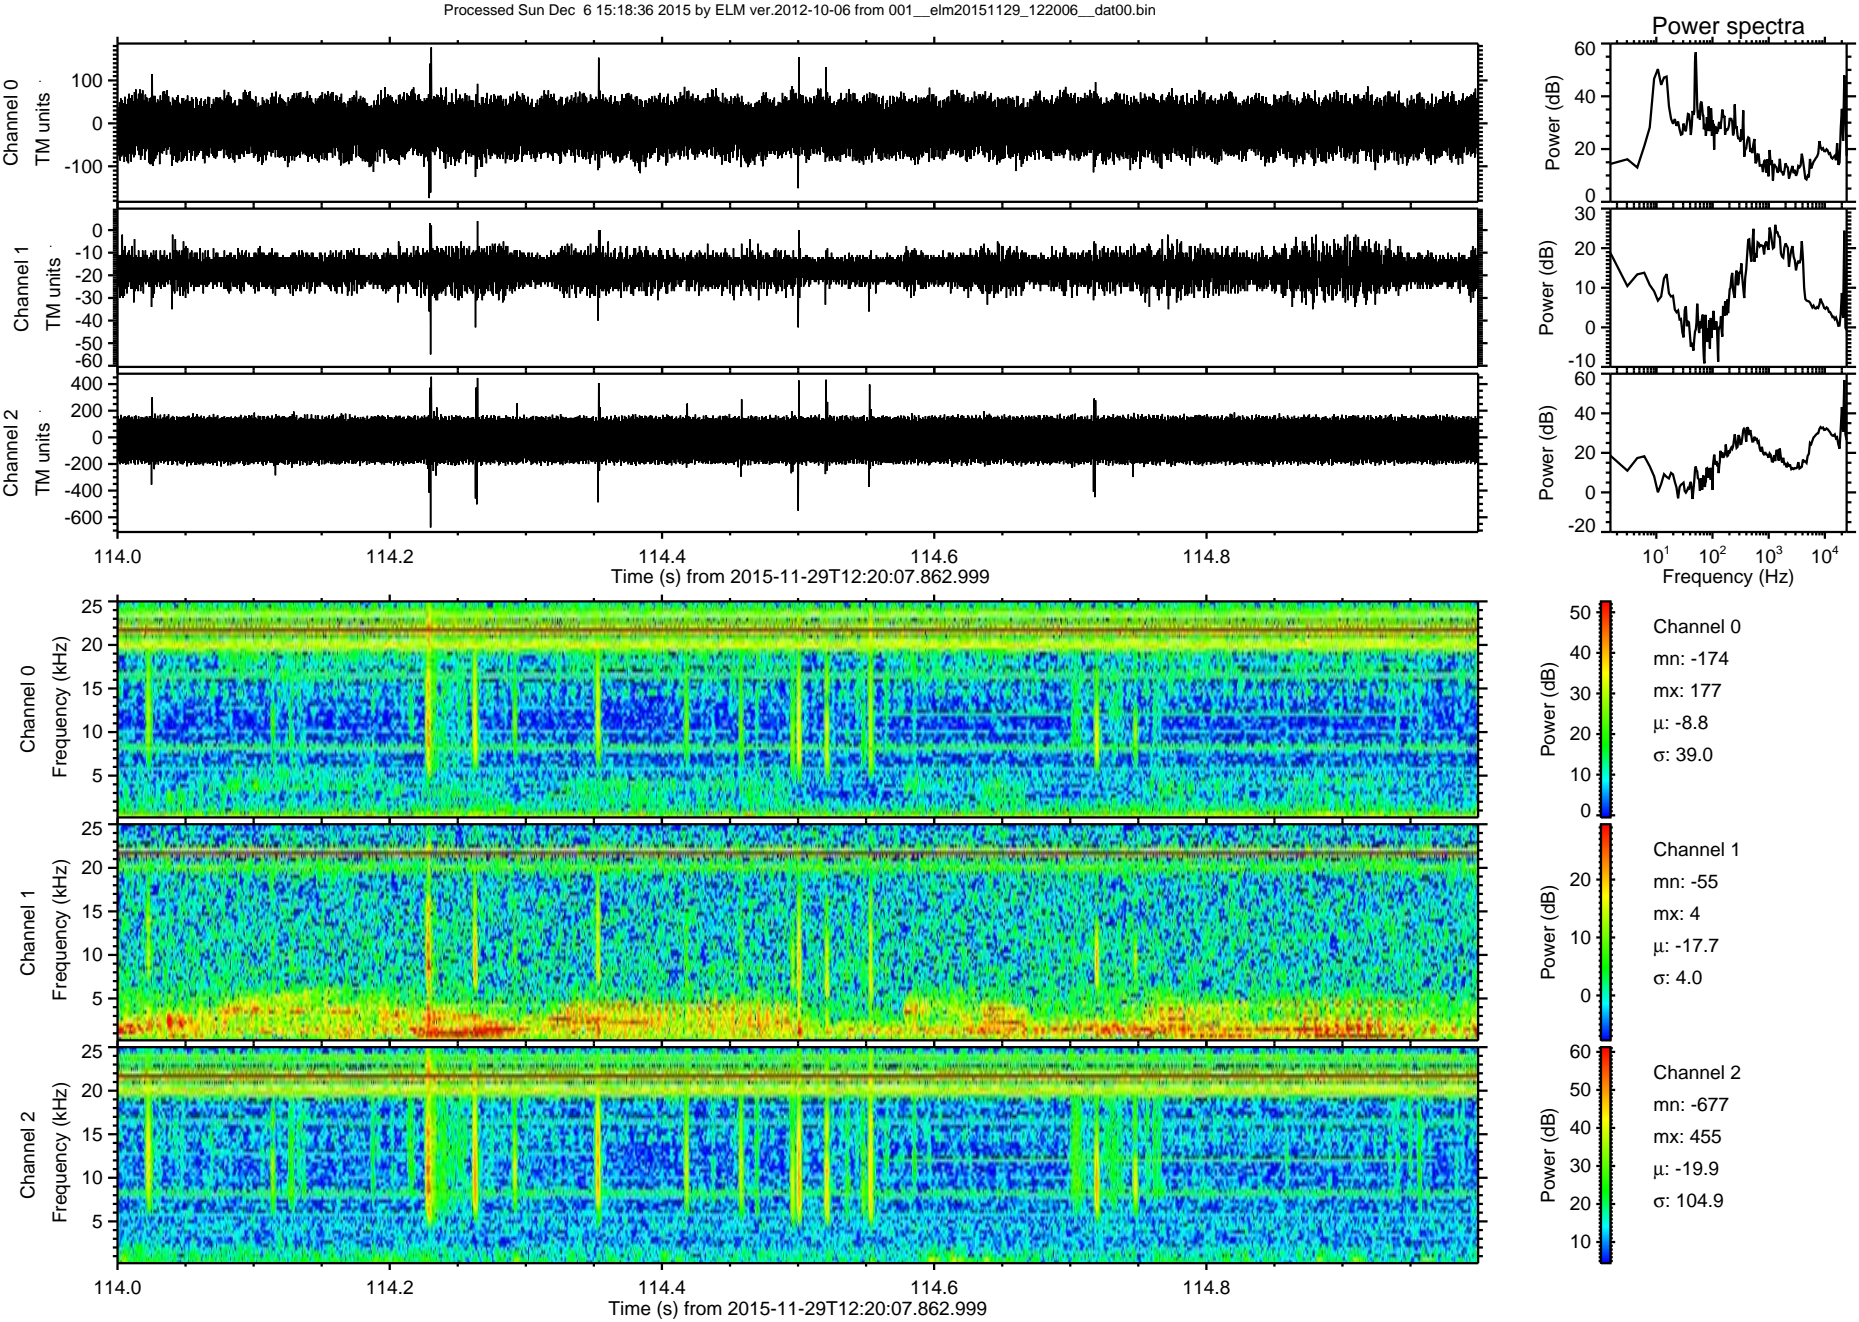 Processed Sun Dec  6 15:18:36 2015 by ELM ver.2012-10-06 from 001__elm20151129_122006__dat00.bin
Power spectra
Channel 0
TM units
100
0
-100
Power (dB)
60
40
20
0
Channel 1
TM units
0
-10
-20
-30
-40
-50
-60
Power (dB)
30
20
10
0
-10
Channel 2
TM units
400
200
0
-200
-400
-600
Power (dB)
60
40
20
0
-20
114.0 114.2 114.4 114.6 114.8
Time (s) from 2015-11-29T12:20:07.862.999
10^1 10^2 10^3 10^4
Frequency (Hz)
Channel 0
Frequency (kHz)
25
20
15
10
5
Power (dB)
50
40
30
20
10
0
Channel 0
mn: -174
mx: 177
μ: -8.8
σ: 39.0
Channel 1
Frequency (kHz)
25
20
15
10
5
Power (dB)
20
10
0
Channel 1
mn: -55
mx: 4
μ: -17.7
σ: 4.0
Channel 2
Frequency (kHz)
25
20
15
10
5
Power (dB)
60
50
40
30
20
10
Channel 2
mn: -677
mx: 455
μ: -19.9
σ: 104.9
114.0 114.2 114.4 114.6 114.8
Time (s) from 2015-11-29T12:20:07.862.999